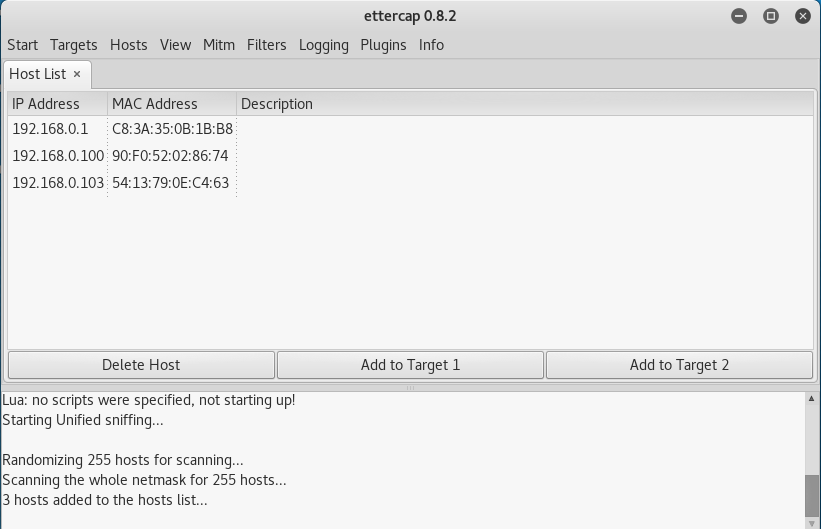 ettercap 0.8.2
Start Targets Hosts View Mitm Filters Logging Plugins Info
Host List ×
IP Address MAC Address Description
192.168.0.1 C8:3A:35:0B:1B:B8
192.168.0.100 90:F0:52:02:86:74
192.168.0.103 54:13:79:0E:C4:63
Delete Host Add to Target 1 Add to Target 2
Lua: no scripts were specified, not starting up!
Starting Unified sniffing...
Randomizing 255 hosts for scanning...
Scanning the whole netmask for 255 hosts...
3 hosts added to the hosts list...